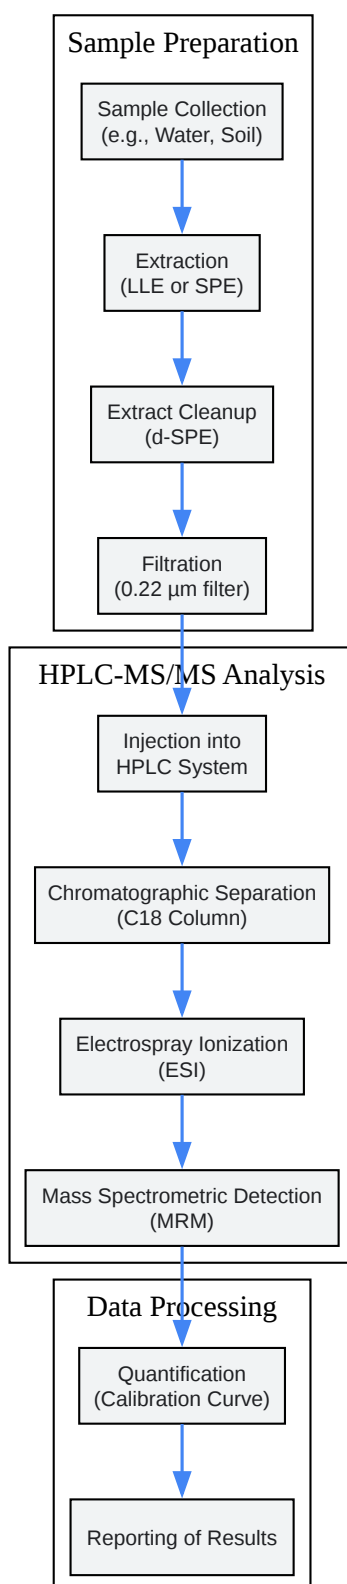 Sample Preparation
Sample Collection
(e.g., Water, Soil)
Extraction
(LLE or SPE)
Extract Cleanup
(d-SPE)
Filtration
(0.22 µm filter)
HPLC-MS/MS Analysis
Injection into
HPLC System
Chromatographic Separation
(C18 Column)
Electrospray Ionization
(ESI)
Mass Spectrometric Detection
(MRM)
Data Processing
Quantification
(Calibration Curve)
Reporting of Results